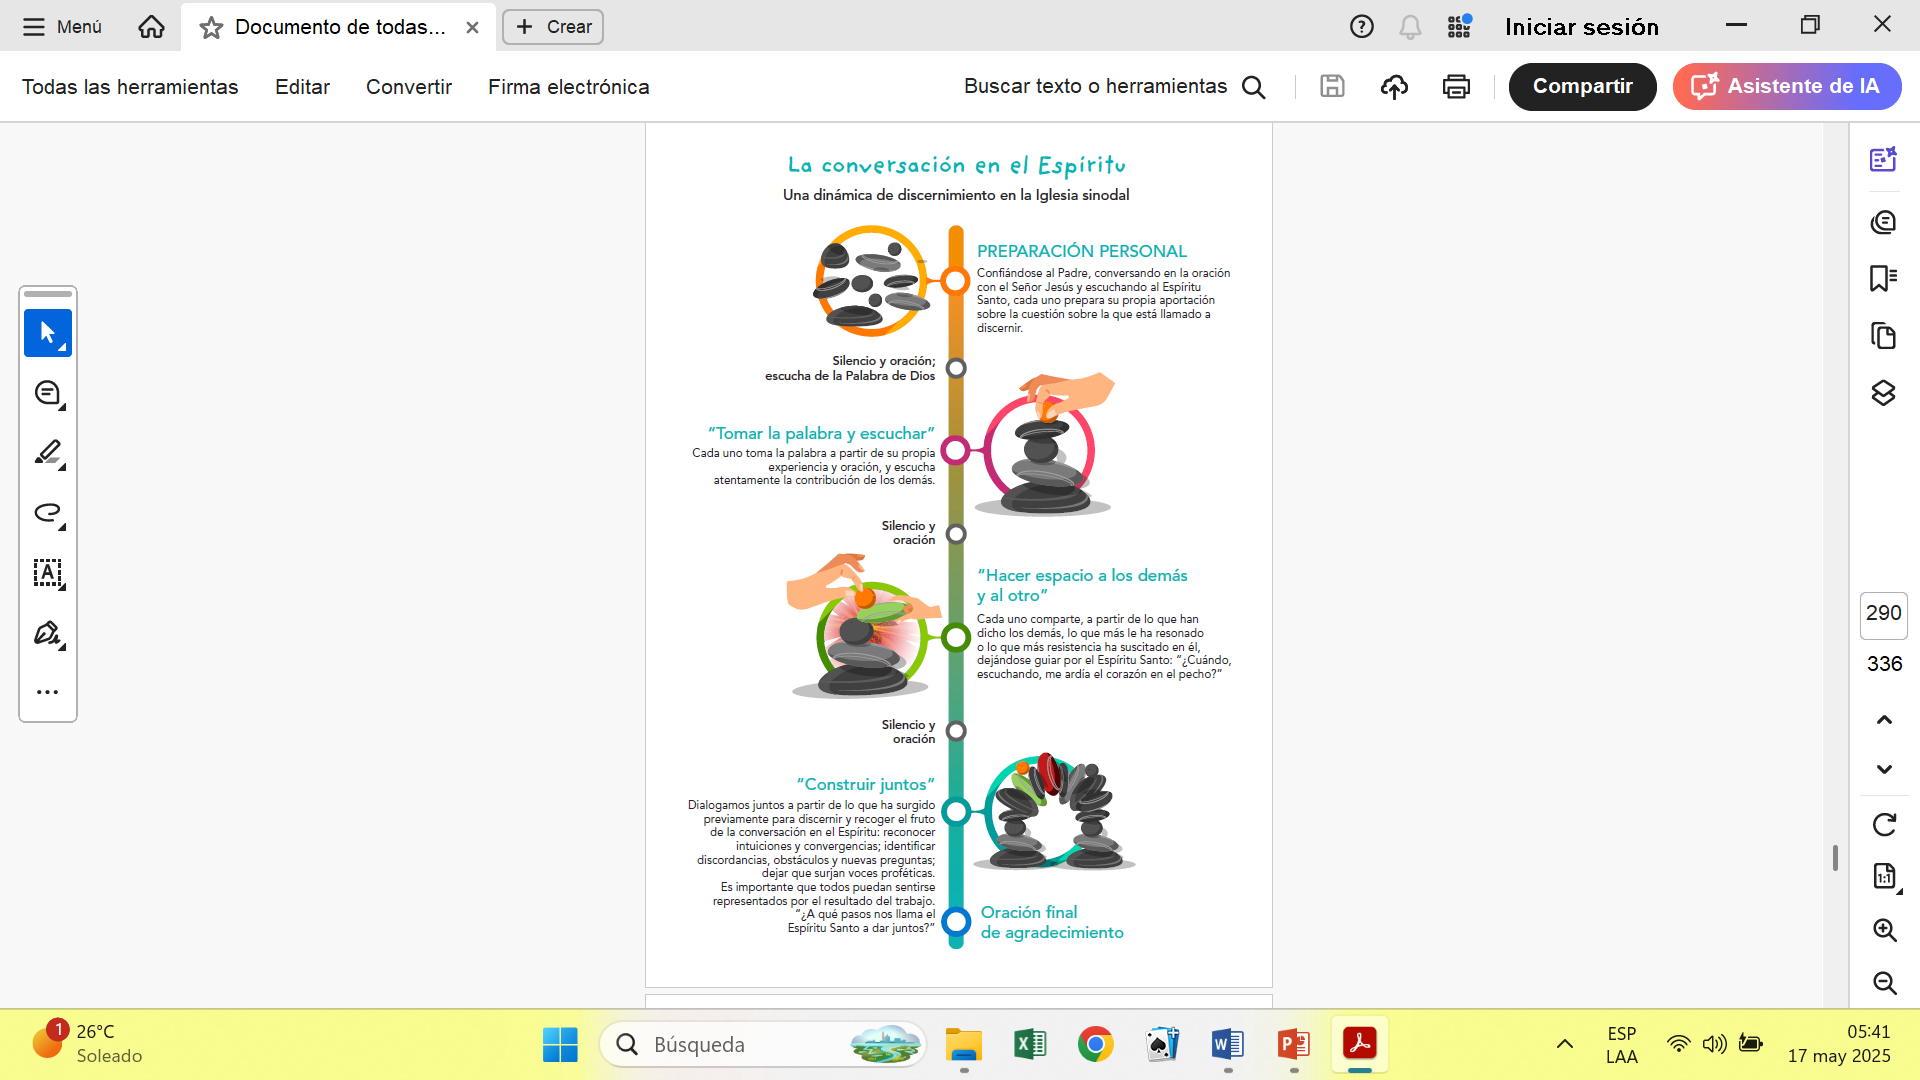 Menú
Documento de todas...
Crear
Iniciar sesión
Todas las herramientas
Editar
Convertir
Firma electrónica
Buscar texto o herramientas
Compartir
Asistente de IA
La conversación en el Espíritu
Una dinámica de discernimiento en la Iglesia sinodal
PREPARACIÓN PERSONAL
Confiándose al Padre, conversando en la oración
con el Señor Jesús y escuchando al Espíritu
Santo, cada uno prepara su propia aportación
sobre la cuestión sobre la que está llamado a
discernir.
Silencio y oración;
escucha de la Palabra de Dios
“Tomar la palabra y escuchar”
Cada uno toma la palabra a partir de su propia
experiencia y oración, y escucha
atentamente la contribución de los demás.
Silencio y
oración
“Hacer espacio a los demás
y al otro”
Cada uno comparte, a partir de lo que han
dicho los demás, lo que más le ha resonado
o lo que más resistencia ha suscitado en él,
dejándose guiar por el Espíritu Santo: “¿Cuándo,
escuchando, me ardía el corazón en el pecho?”
Silencio y
oración
“Construir juntos”
Dialogamos juntos a partir de lo que ha surgido
previamente para discernir y recoger el fruto
de la conversación en el Espíritu: reconocer
intuiciones y convergencias; identificar
discordancias, obstáculos y nuevas preguntas;
dejar que surjan voces proféticas.
Es importante que todos puedan sentirse
representados por el resultado del trabajo.
“¿A qué pasos nos llama el
Espíritu Santo a dar juntos?”
Oración final
de agradecimiento
290
336
1:1
1
26°C
Soleado
Búsqueda
ESP
LAA
05:41
17 may 2025